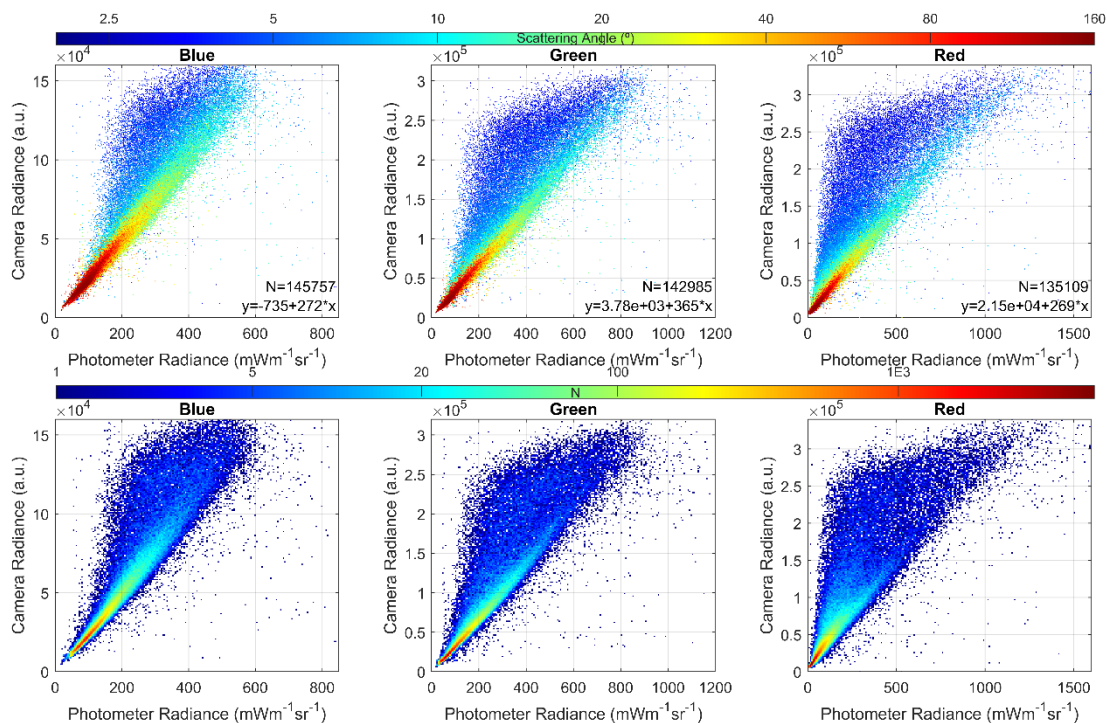 2.5 5 10 20 40 80 160
Scattering Angle (º)
Blue Green Red
×10⁴ ×10⁵ ×10⁵
Camera Radiance (a.u.) Camera Radiance (a.u.) Camera Radiance (a.u.)
15 3 3
2.5 2.5
10 2 2
1.5 1.5
5 1 1
0.5 0.5
0 0 0
N=145757 N=142985 N=135109
y=-735+272*x y=3.78e+03+365*x y=2.15e+04+269*x
0 200 400 600 800 0 200 400 600 800 1000 1200 0 500 1000 1500
Photometer Radiance (mWm⁻¹sr⁻¹) Photometer Radiance (mWm⁻¹sr⁻¹) Photometer Radiance (mWm⁻¹sr⁻¹)
1 5 20 100 1E3
N
Blue Green Red
×10⁴ ×10⁵ ×10⁵
Camera Radiance (a.u.) Camera Radiance (a.u.) Camera Radiance (a.u.)
15 3 3
2.5 2.5
10 2 2
1.5 1.5
5 1 1
0.5 0.5
0 0 0
0 200 400 600 800 0 200 400 600 800 1000 1200 0 500 1000 1500
Photometer Radiance (mWm⁻¹sr⁻¹) Photometer Radiance (mWm⁻¹sr⁻¹) Photometer Radiance (mWm⁻¹sr⁻¹)